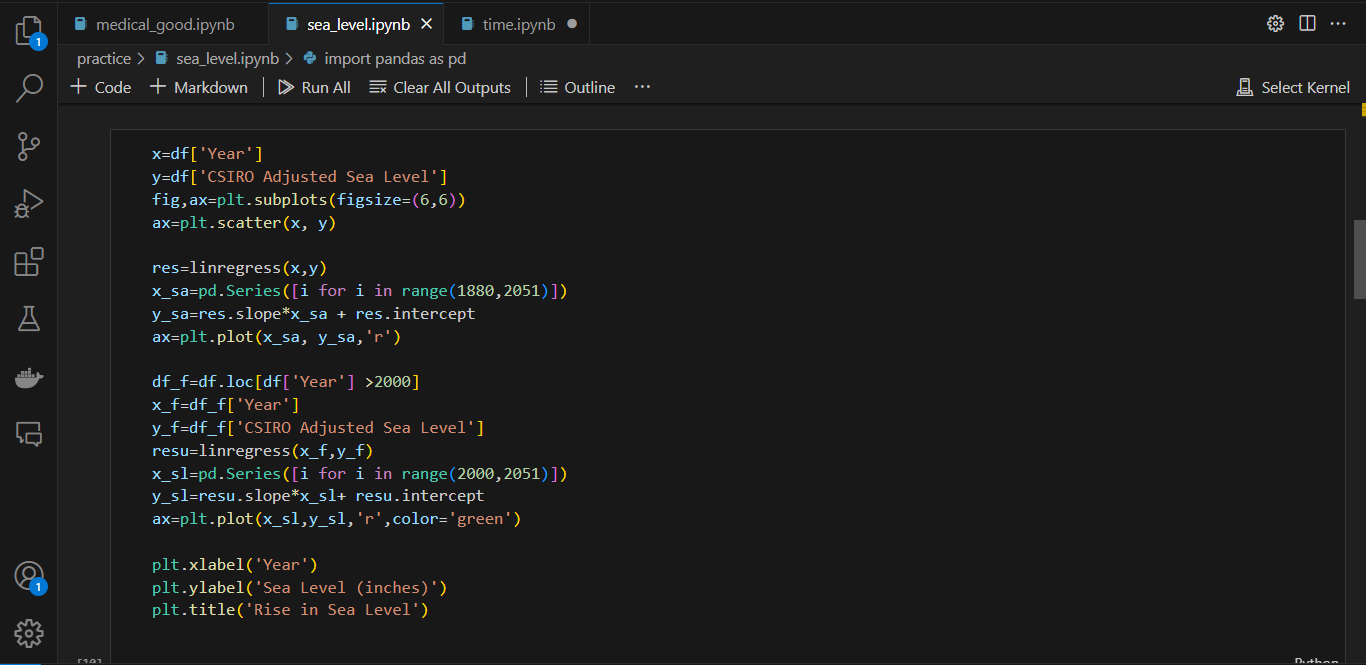 medical_good.ipynb
sea_level.ipynb
time.ipynb
1
practice > sea_level.ipynb > import pandas as pd
+ Code + Markdown | Run All Clear All Outputs | Outline ... Select Kernel
x=df['Year']
y=df['CSIRO Adjusted Sea Level']
fig,ax=plt.subplots(figsize=(6,6))
ax=plt.scatter(x, y)
res=linregress(x,y)
x_sa=pd.Series([i for i in range(1880,2051)])
y_sa=res.slope*x_sa + res.intercept
ax=plt.plot(x_sa, y_sa,'r')
df_f=df.loc[df['Year'] >2000]
x_f=df_f['Year']
y_f=df_f['CSIRO Adjusted Sea Level']
resu=linregress(x_f,y_f)
x_sl=pd.Series([i for i in range(2000,2051)])
y_sl=resu.slope*x_sl+ resu.intercept
ax=plt.plot(x_sl,y_sl,'r',color='green')
plt.xlabel('Year')
plt.ylabel('Sea Level (inches)')
plt.title('Rise in Sea Level')
1
[10]
Python